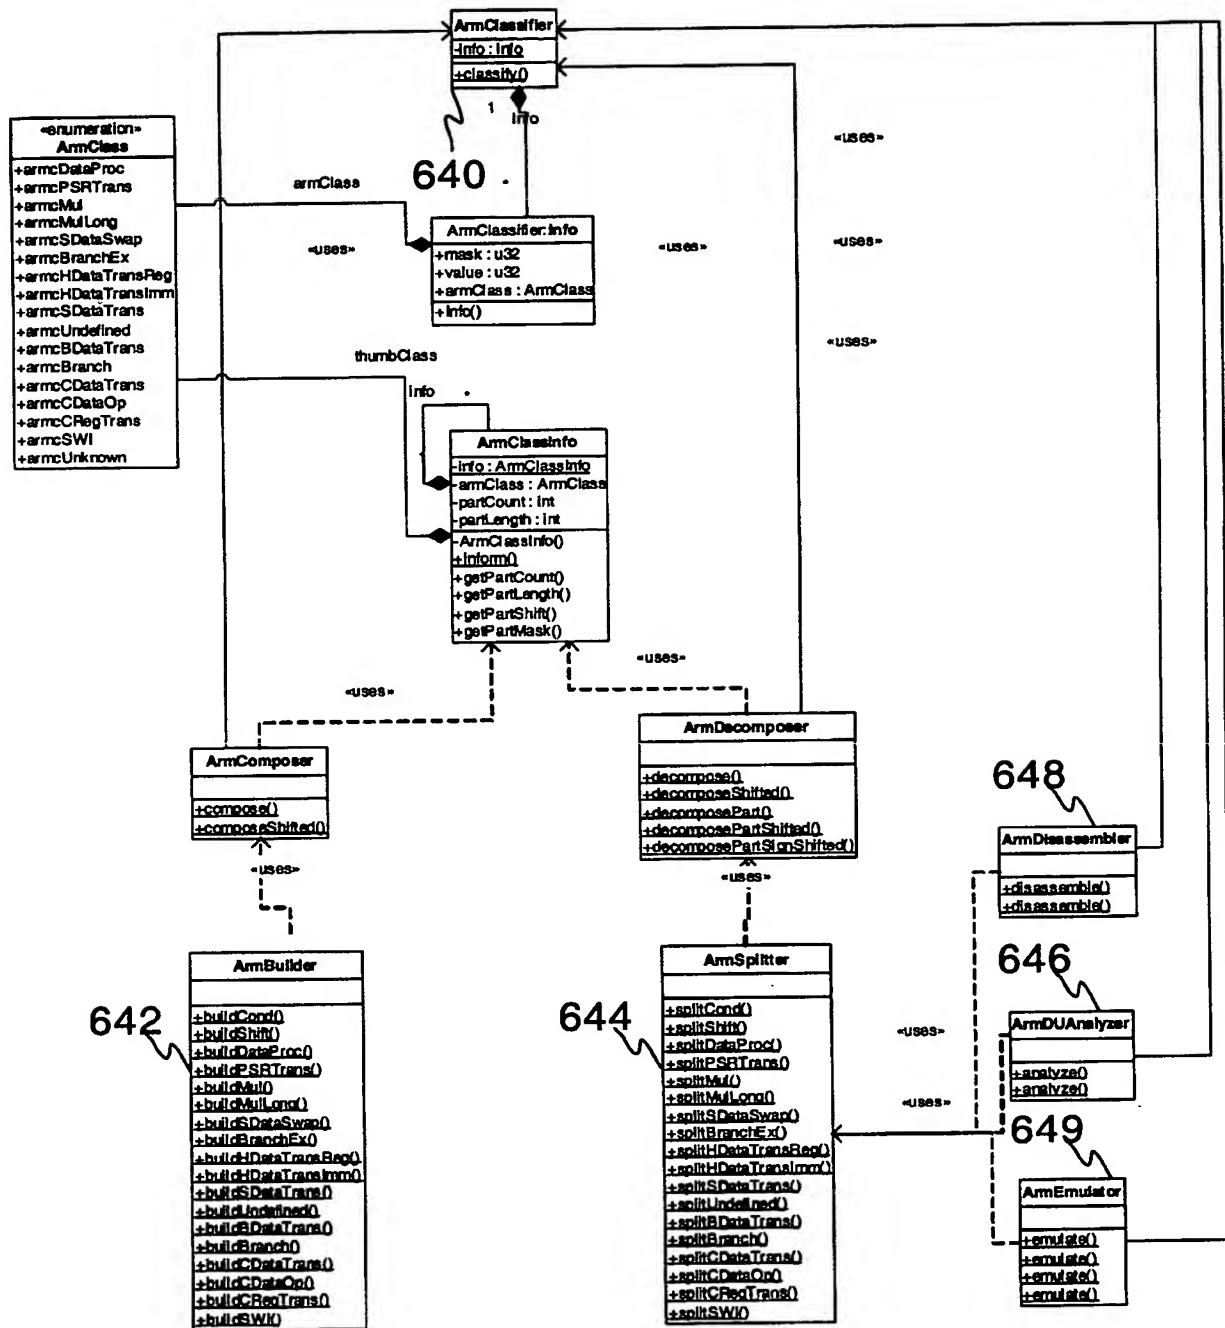 ArmClassifier
-info : Info
+classify()
1
info
640
«enumeration»
ArmClass
+armcDataProc
+armcPSRTrans
+armcMul
+armcMulLong
+armcSDataSwap
+armcBranchEx
+armcHDataTransReg
+armcHDataTransImm
+armcSDataTrans
+armcUndefined
+armcBDataTrans
+armcBranch
+armcCDataTrans
+armcCDataOp
+armcCRegTrans
+armcSWI
+armcUnknown
armClass
«uses»
ArmClassifier:Info
+mask : u32
+value : u32
+armClass : ArmClass
+Info()
«uses»
«uses»
«uses»
«uses»
thumbClass
info
ArmClassInfo
-info : ArmClassInfo
-armClass : ArmClass
-partCount : int
-partLength : int
-ArmClassInfo()
+inform()
+getPartCount()
+getPartLength()
+getPartShift()
+getPartMask()
«uses»
«uses»
ArmComposer
+compose()
+composeShifted()
«uses»
ArmDecomposer
+decompose()
+decomposeShifted()
+decomposePart()
+decomposePartShifted()
+decomposePartSignShifted()
«uses»
648
ArmDisassembler
+disassemble()
+disassemble()
642
ArmBuilder
+buildCond()
+buildShift()
+buildDataProc()
+buildPSRTrans()
+buildMul()
+buildMulLong()
+buildSDataSwap()
+buildBranchEx()
+buildHDataTransReg()
+buildHDataTransImm()
+buildSDataTrans()
+buildUndefined()
+buildBDataTrans()
+buildBranch()
+buildCDataTrans()
+buildCDataOp()
+buildCRegTrans()
+buildSWI()
644
ArmSplitter
+splitCond()
+splitShift()
+splitDataProc()
+splitPSRTrans()
+splitMul()
+splitMulLong()
+splitSDataSwap()
+splitBranchEx()
+splitHDataTransReg()
+splitHDataTransImm()
+splitSDataTrans()
+splitUndefined()
+splitBDataTrans()
+splitBranch()
+splitCDataTrans()
+splitCDataOp()
+splitCRegTrans()
+splitSWI()
«uses»
«uses»
646
ArmDUAnalyzer
+analyze()
+analyze()
649
ArmEmulator
+emulate()
+emulate()
+emulate()
+emulate()